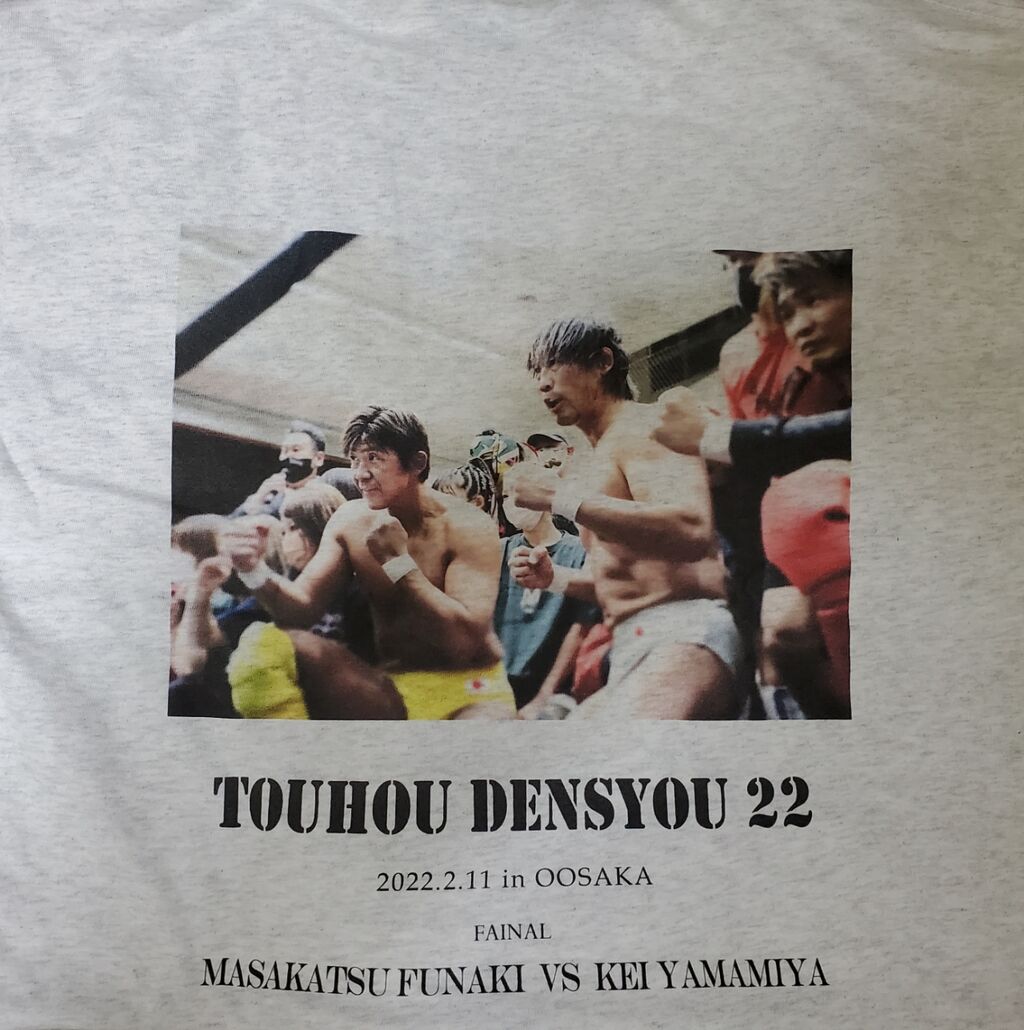 TOUHOU DENSYOU 22
2022.2.11 in OOSAKA
FAINAL
MASAKATSU FUNAKI VS KEI YAMAMIYA